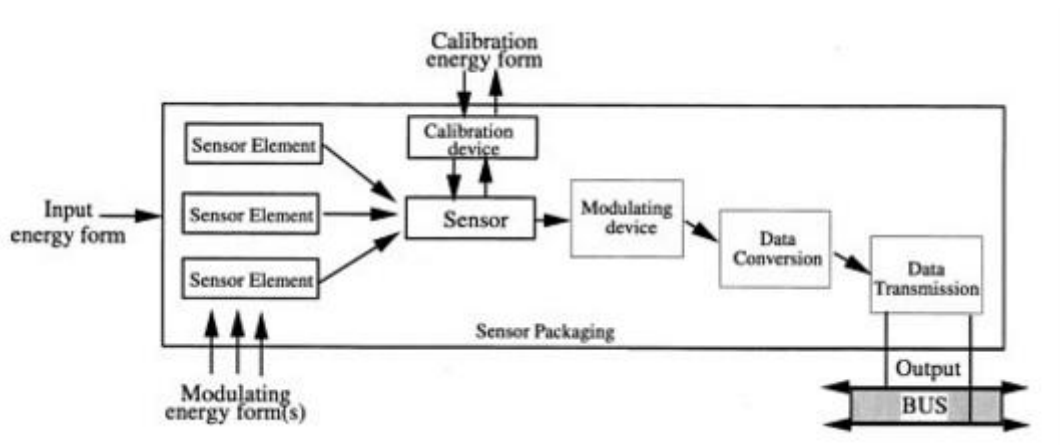 Calibration
energy form
Sensor Element
Calibration
device
Input
energy form
Sensor Element
Sensor
Modulating
device
Data
Conversion
Sensor Element
Data
Transmission
Sensor Packaging
Modulating
energy form(s)
Output
BUS